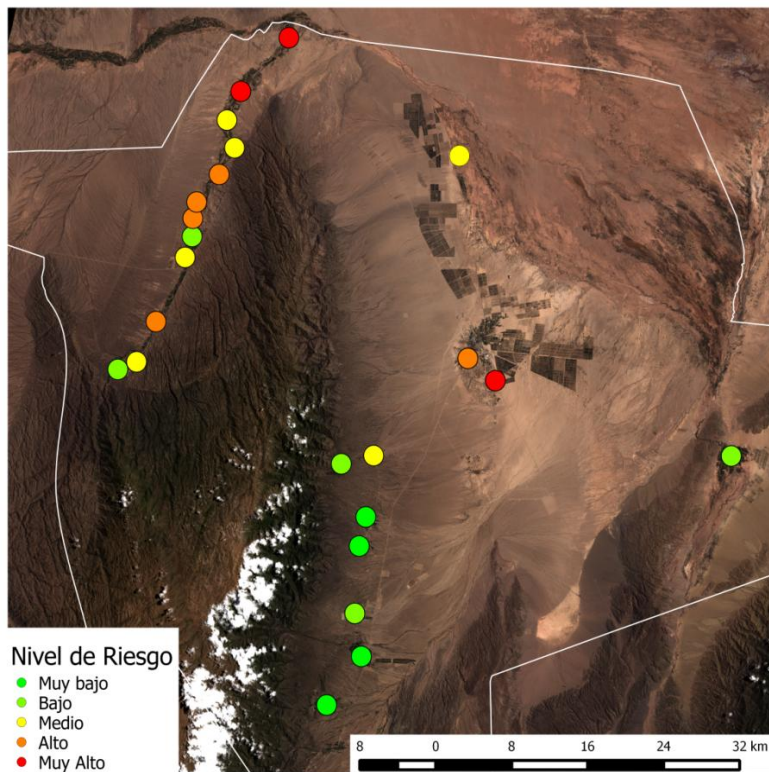 Nivel de Riesgo
Muy bajo
Bajo
Medio
Alto
Muy Alto
8 0 8 16 24 32 km